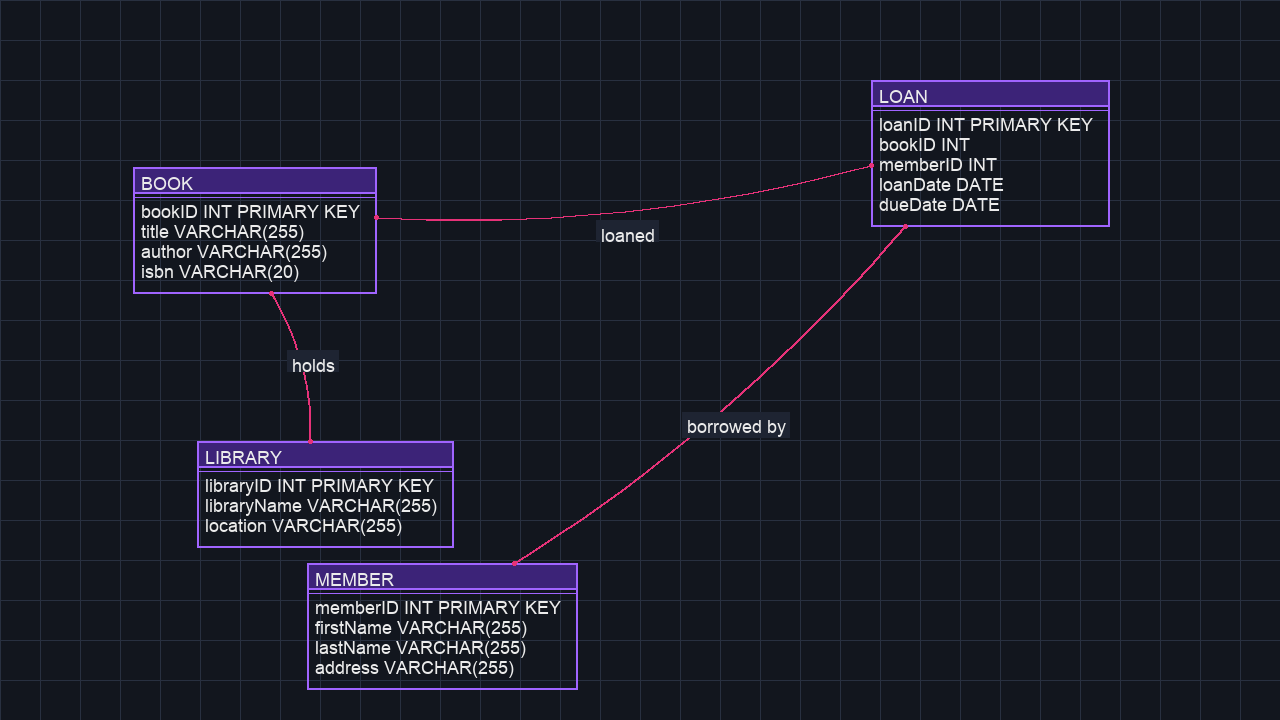 LOAN
loanID INT PRIMARY KEY
bookID INT
memberID INT
loanDate DATE
dueDate DATE
BOOK
bookID INT PRIMARY KEY
title VARCHAR(255)
author VARCHAR(255)
isbn VARCHAR(20)
loaned
holds
borrowed by
LIBRARY
libraryID INT PRIMARY KEY
libraryName VARCHAR(255)
location VARCHAR(255)
MEMBER
memberID INT PRIMARY KEY
firstName VARCHAR(255)
lastName VARCHAR(255)
address VARCHAR(255)